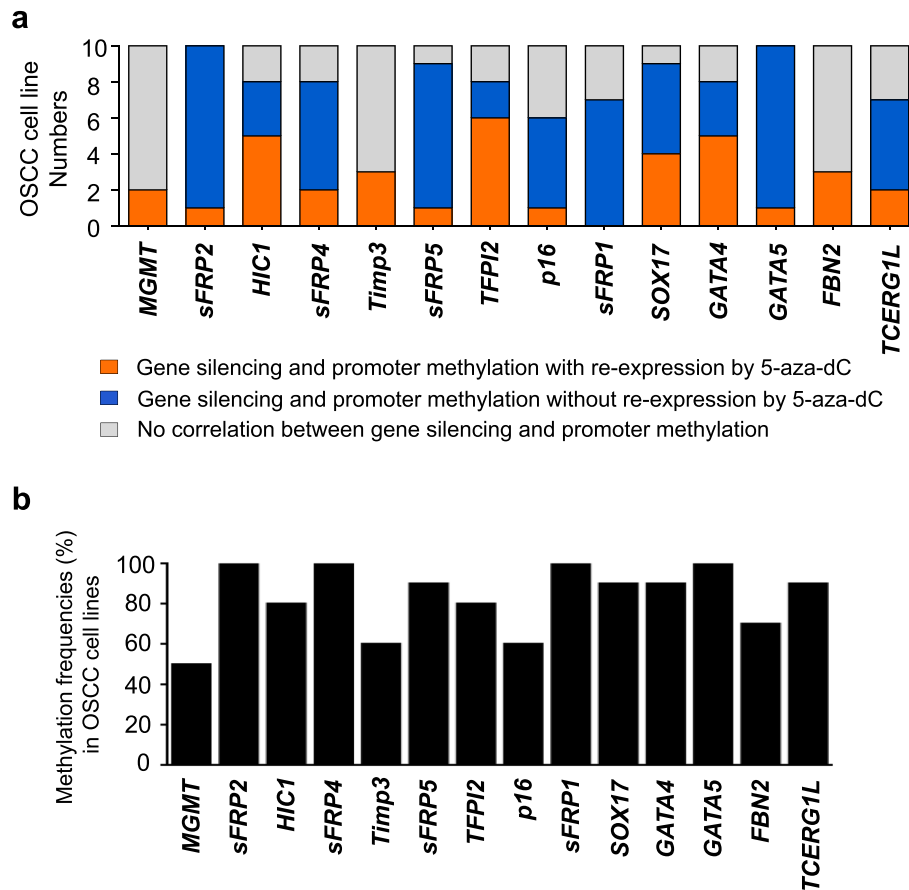 a
OSCC cell line
Numbers
10
8
6
4
2
0
MGMT
sFRP2
HIC1
sFRP4
Timp3
sFRP5
TFPI2
p16
sFRP1
SOX17
GATA4
GATA5
FBN2
TCERG1L
Gene silencing and promoter methylation with re-expression by 5-aza-dC
Gene silencing and promoter methylation without re-expression by 5-aza-dC
No correlation between gene silencing and promoter methylation
b
Methylation frequencies (%)
in OSCC cell lines
100
80
60
40
20
0
MGMT
sFRP2
HIC1
sFRP4
Timp3
sFRP5
TFPI2
p16
sFRP1
SOX17
GATA4
GATA5
FBN2
TCERG1L